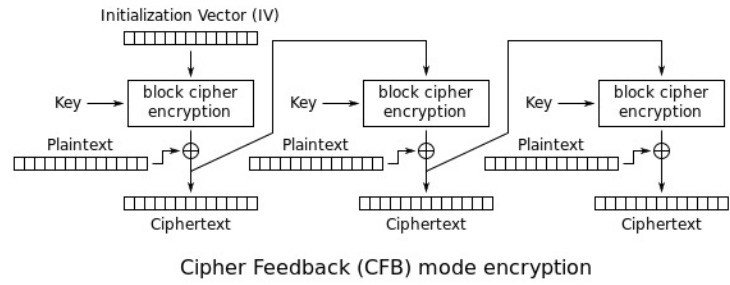 Initialization Vector (IV)
block cipher
encryption
block cipher
encryption
block cipher
encryption
Key
Key
Key
Plaintext
Plaintext
Plaintext
Ciphertext
Ciphertext
Ciphertext
Cipher Feedback (CFB) mode encryption